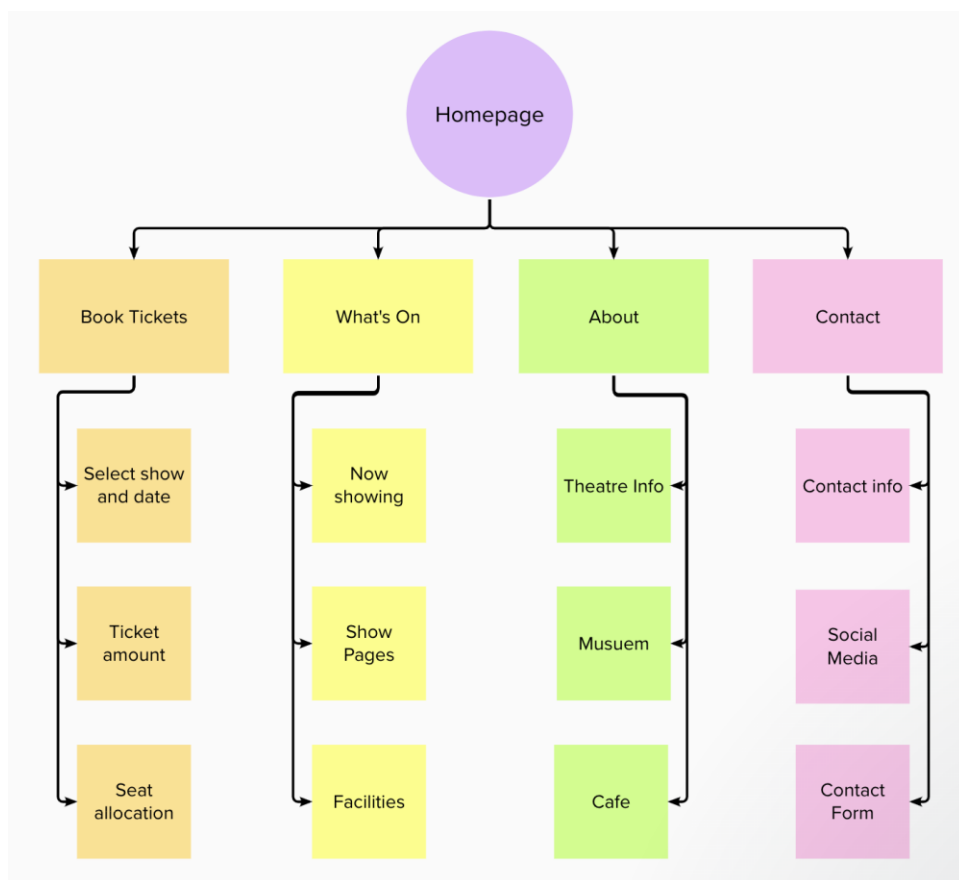 Homepage
Book Tickets
What's On
About
Contact
Select show
and date
Now
showing
Theatre Info
Contact info
Ticket
amount
Show
Pages
Musuem
Social
Media
Seat
allocation
Facilities
Cafe
Contact
Form